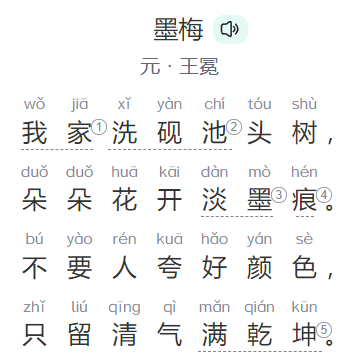 墨梅
元 · 王冕
wǒ jiā xǐ yàn chí tóu shù
我家①洗砚池②头树，
duǒ duǒ huā kāi dàn mò hén
朵朵花开淡墨③痕④。
bú yào rén kuā hǎo yán sè
不要人夸好颜色，
zhǐ liú qīng qì mǎn qián kūn
只留清气满乾坤⑤。